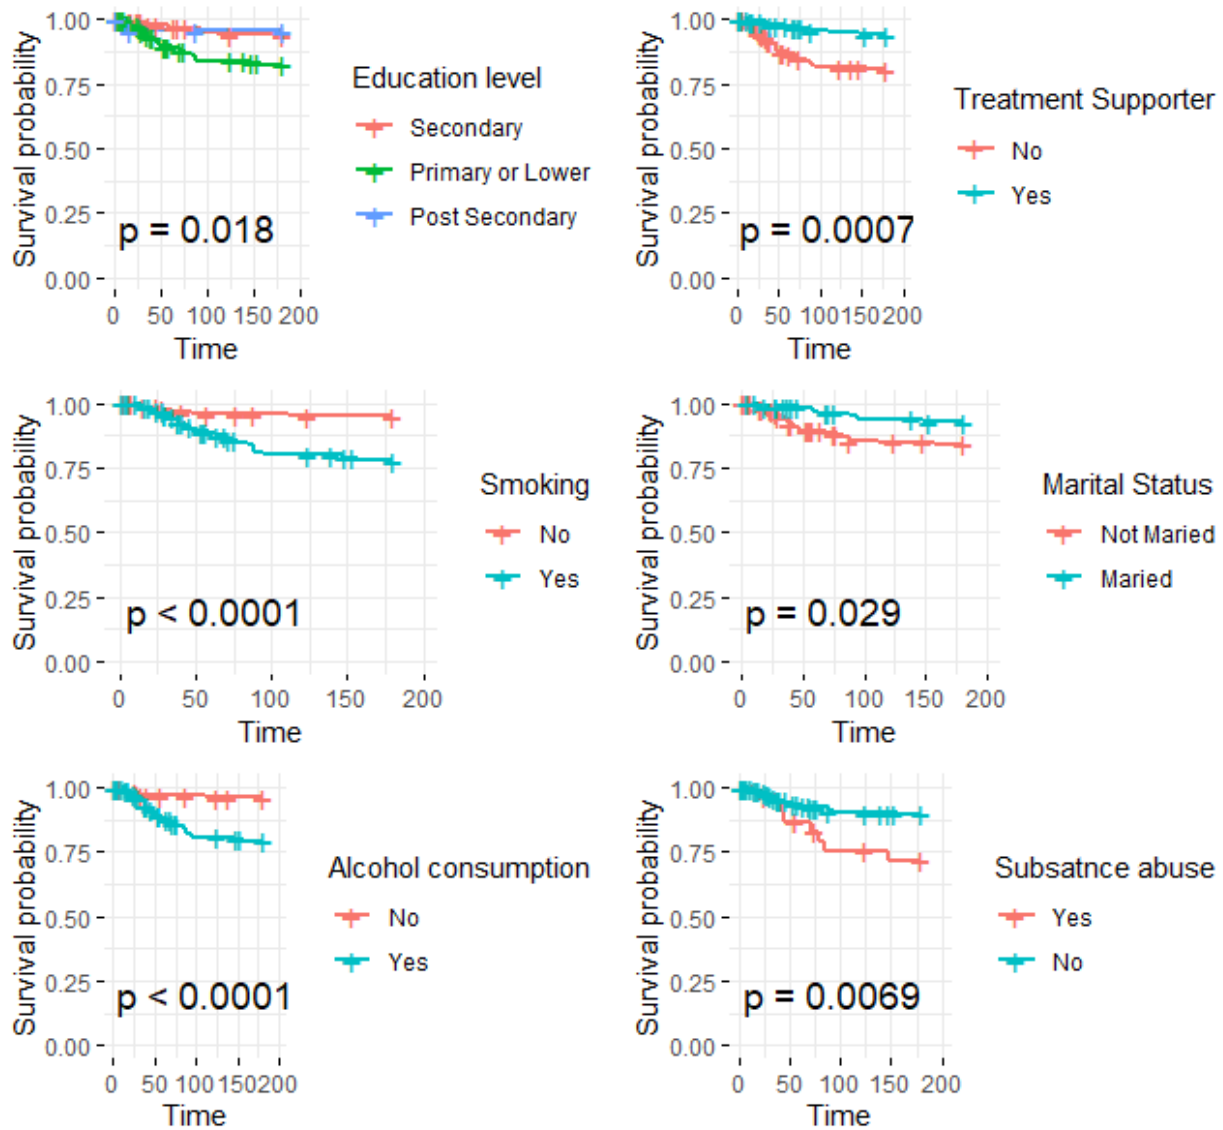 Survival probability
1.00
0.75
0.50
0.25
0.00
p = 0.018
0 50 100 150 200
Time
Education level
Secondary
Primary or Lower
Post Secondary
Survival probability
1.00
0.75
0.50
0.25
0.00
p = 0.0007
0 50 100 150 200
Time
Treatment Supporter
No
Yes
Survival probability
1.00
0.75
0.50
0.25
0.00
p < 0.0001
0 50 100 150 200
Time
Smoking
No
Yes
Survival probability
1.00
0.75
0.50
0.25
0.00
p = 0.029
0 50 100 150 200
Time
Marital Status
Not Maried
Maried
Survival probability
1.00
0.75
0.50
0.25
0.00
p < 0.0001
0 50 100 150 200
Time
Alcohol consumption
No
Yes
Survival probability
1.00
0.75
0.50
0.25
0.00
p = 0.0069
0 50 100 150 200
Time
Subsatnce abuse
Yes
No